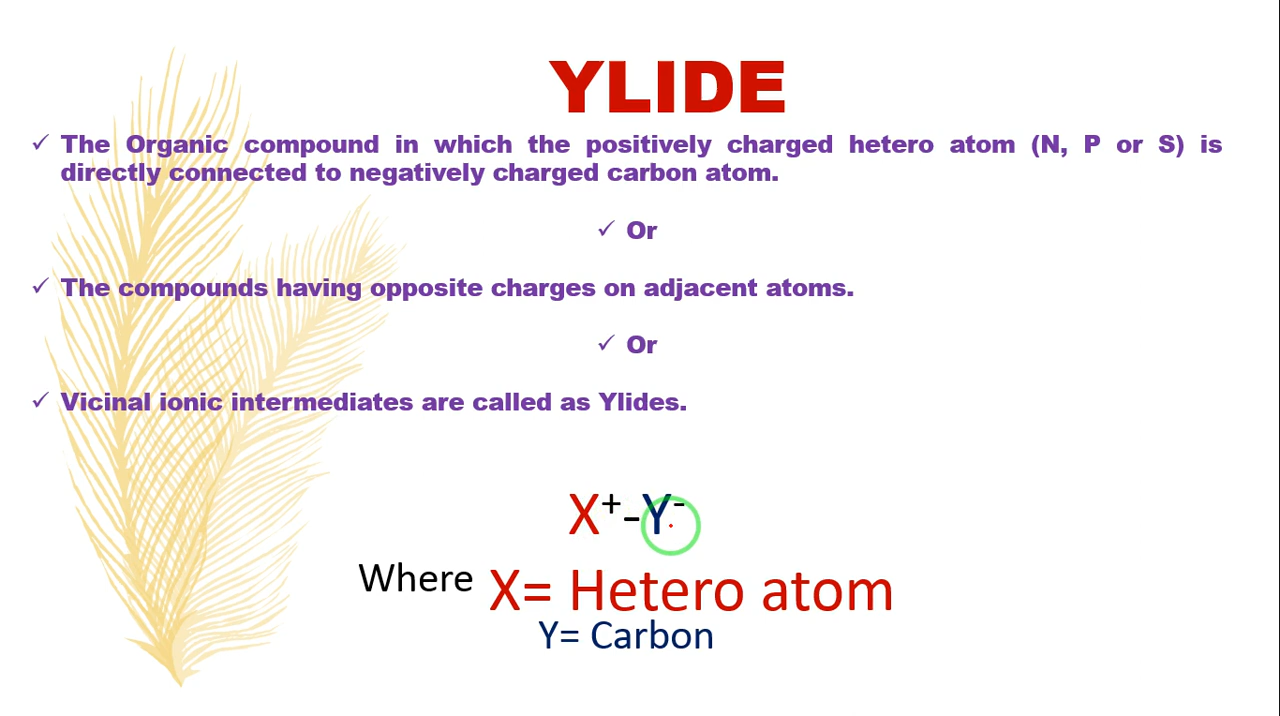 YLIDE
✓ The Organic compound in which the positively charged hetero atom (N, P or S) is
directly connected to negatively charged carbon atom.
✓ Or
✓ The compounds having opposite charges on adjacent atoms.
✓ Or
✓ Vicinal ionic intermediates are called as Ylides.
X⁺-Y⁻
Where X= Hetero atom
Y= Carbon